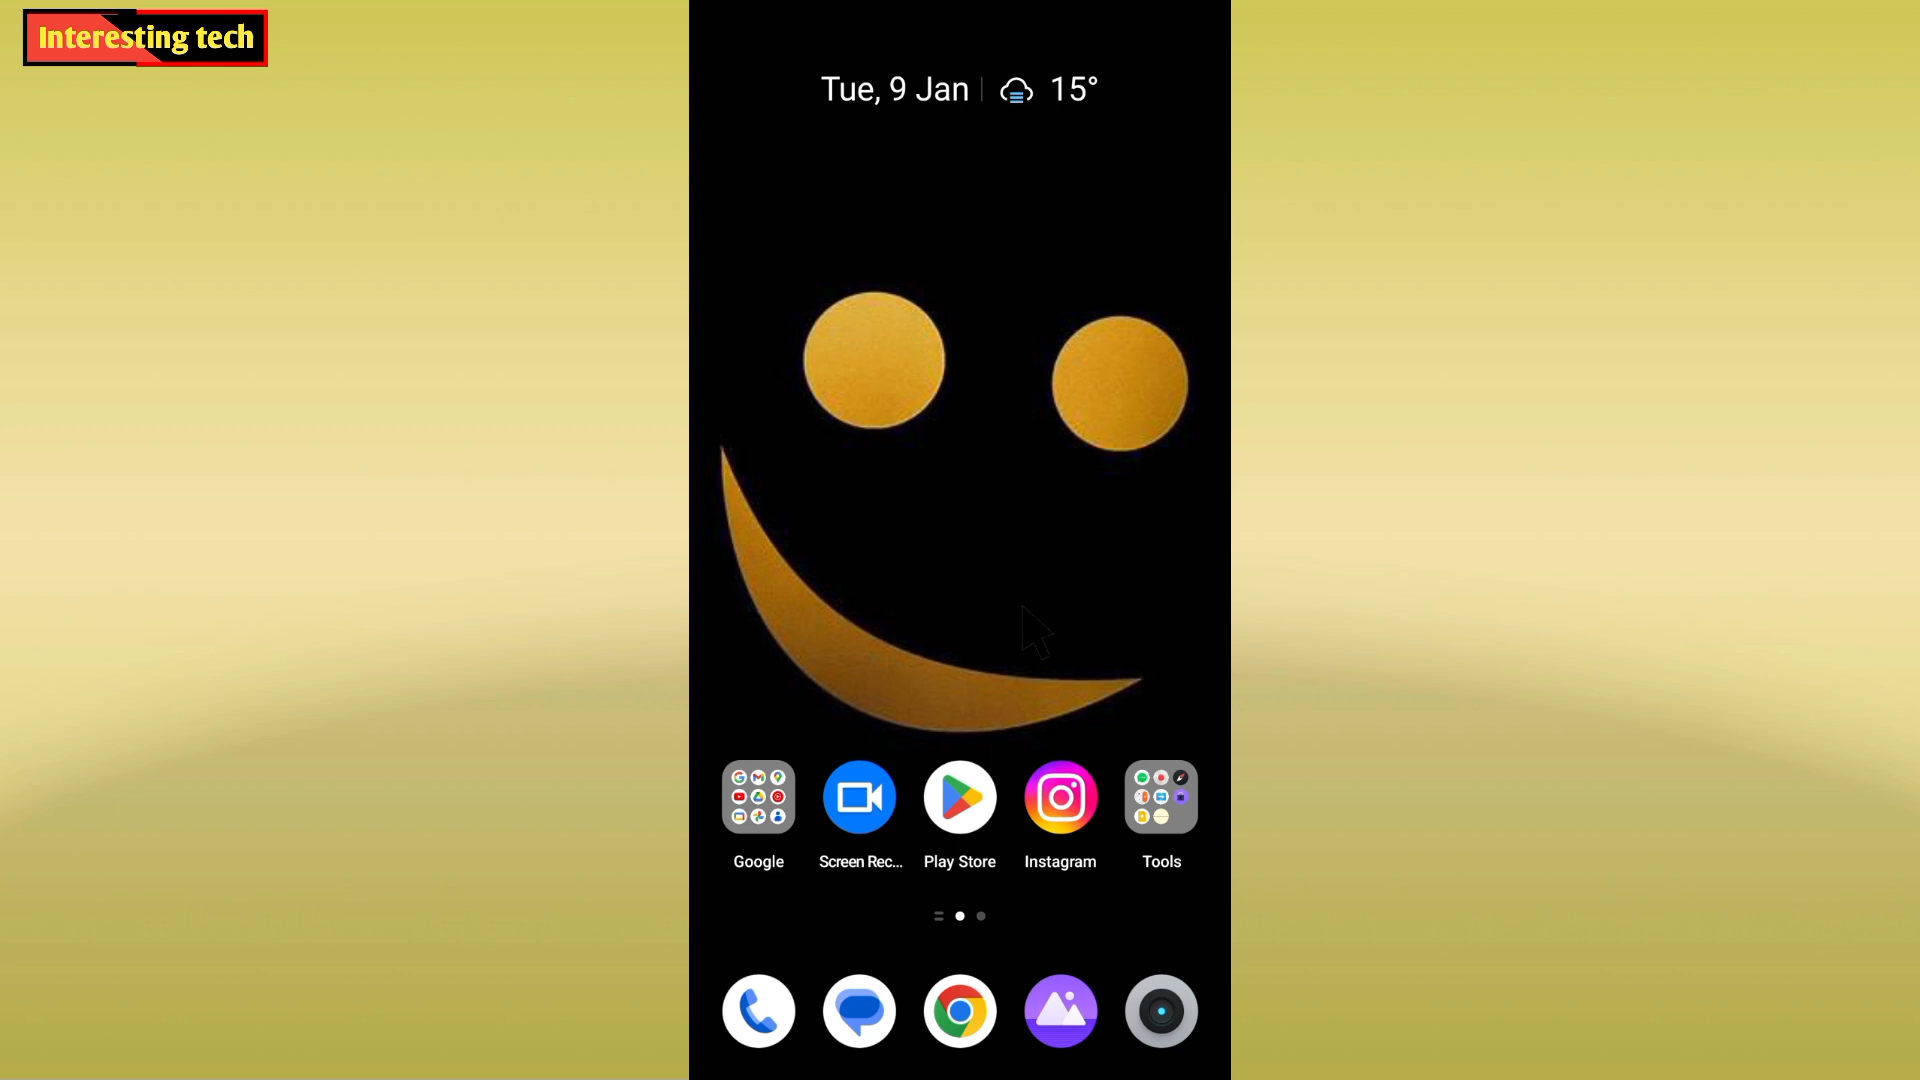 Interesting tech
Tue, 9 Jan 15°
Google Screen Rec... Play Store Instagram Tools